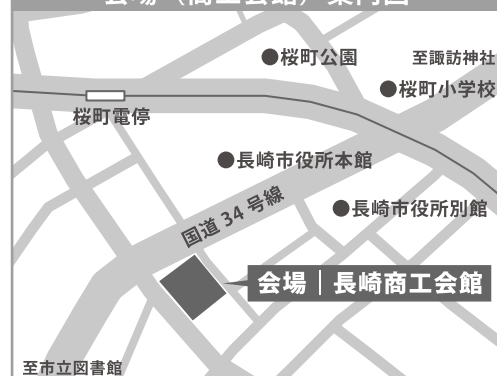 会場（商工会館）案内図
●桜町公園
至諏訪神社
●桜町小学校
桜町電停
●長崎市役所本館
国道 34 号線
●長崎市役所別館
会場｜長崎商工会館
至市立図書館